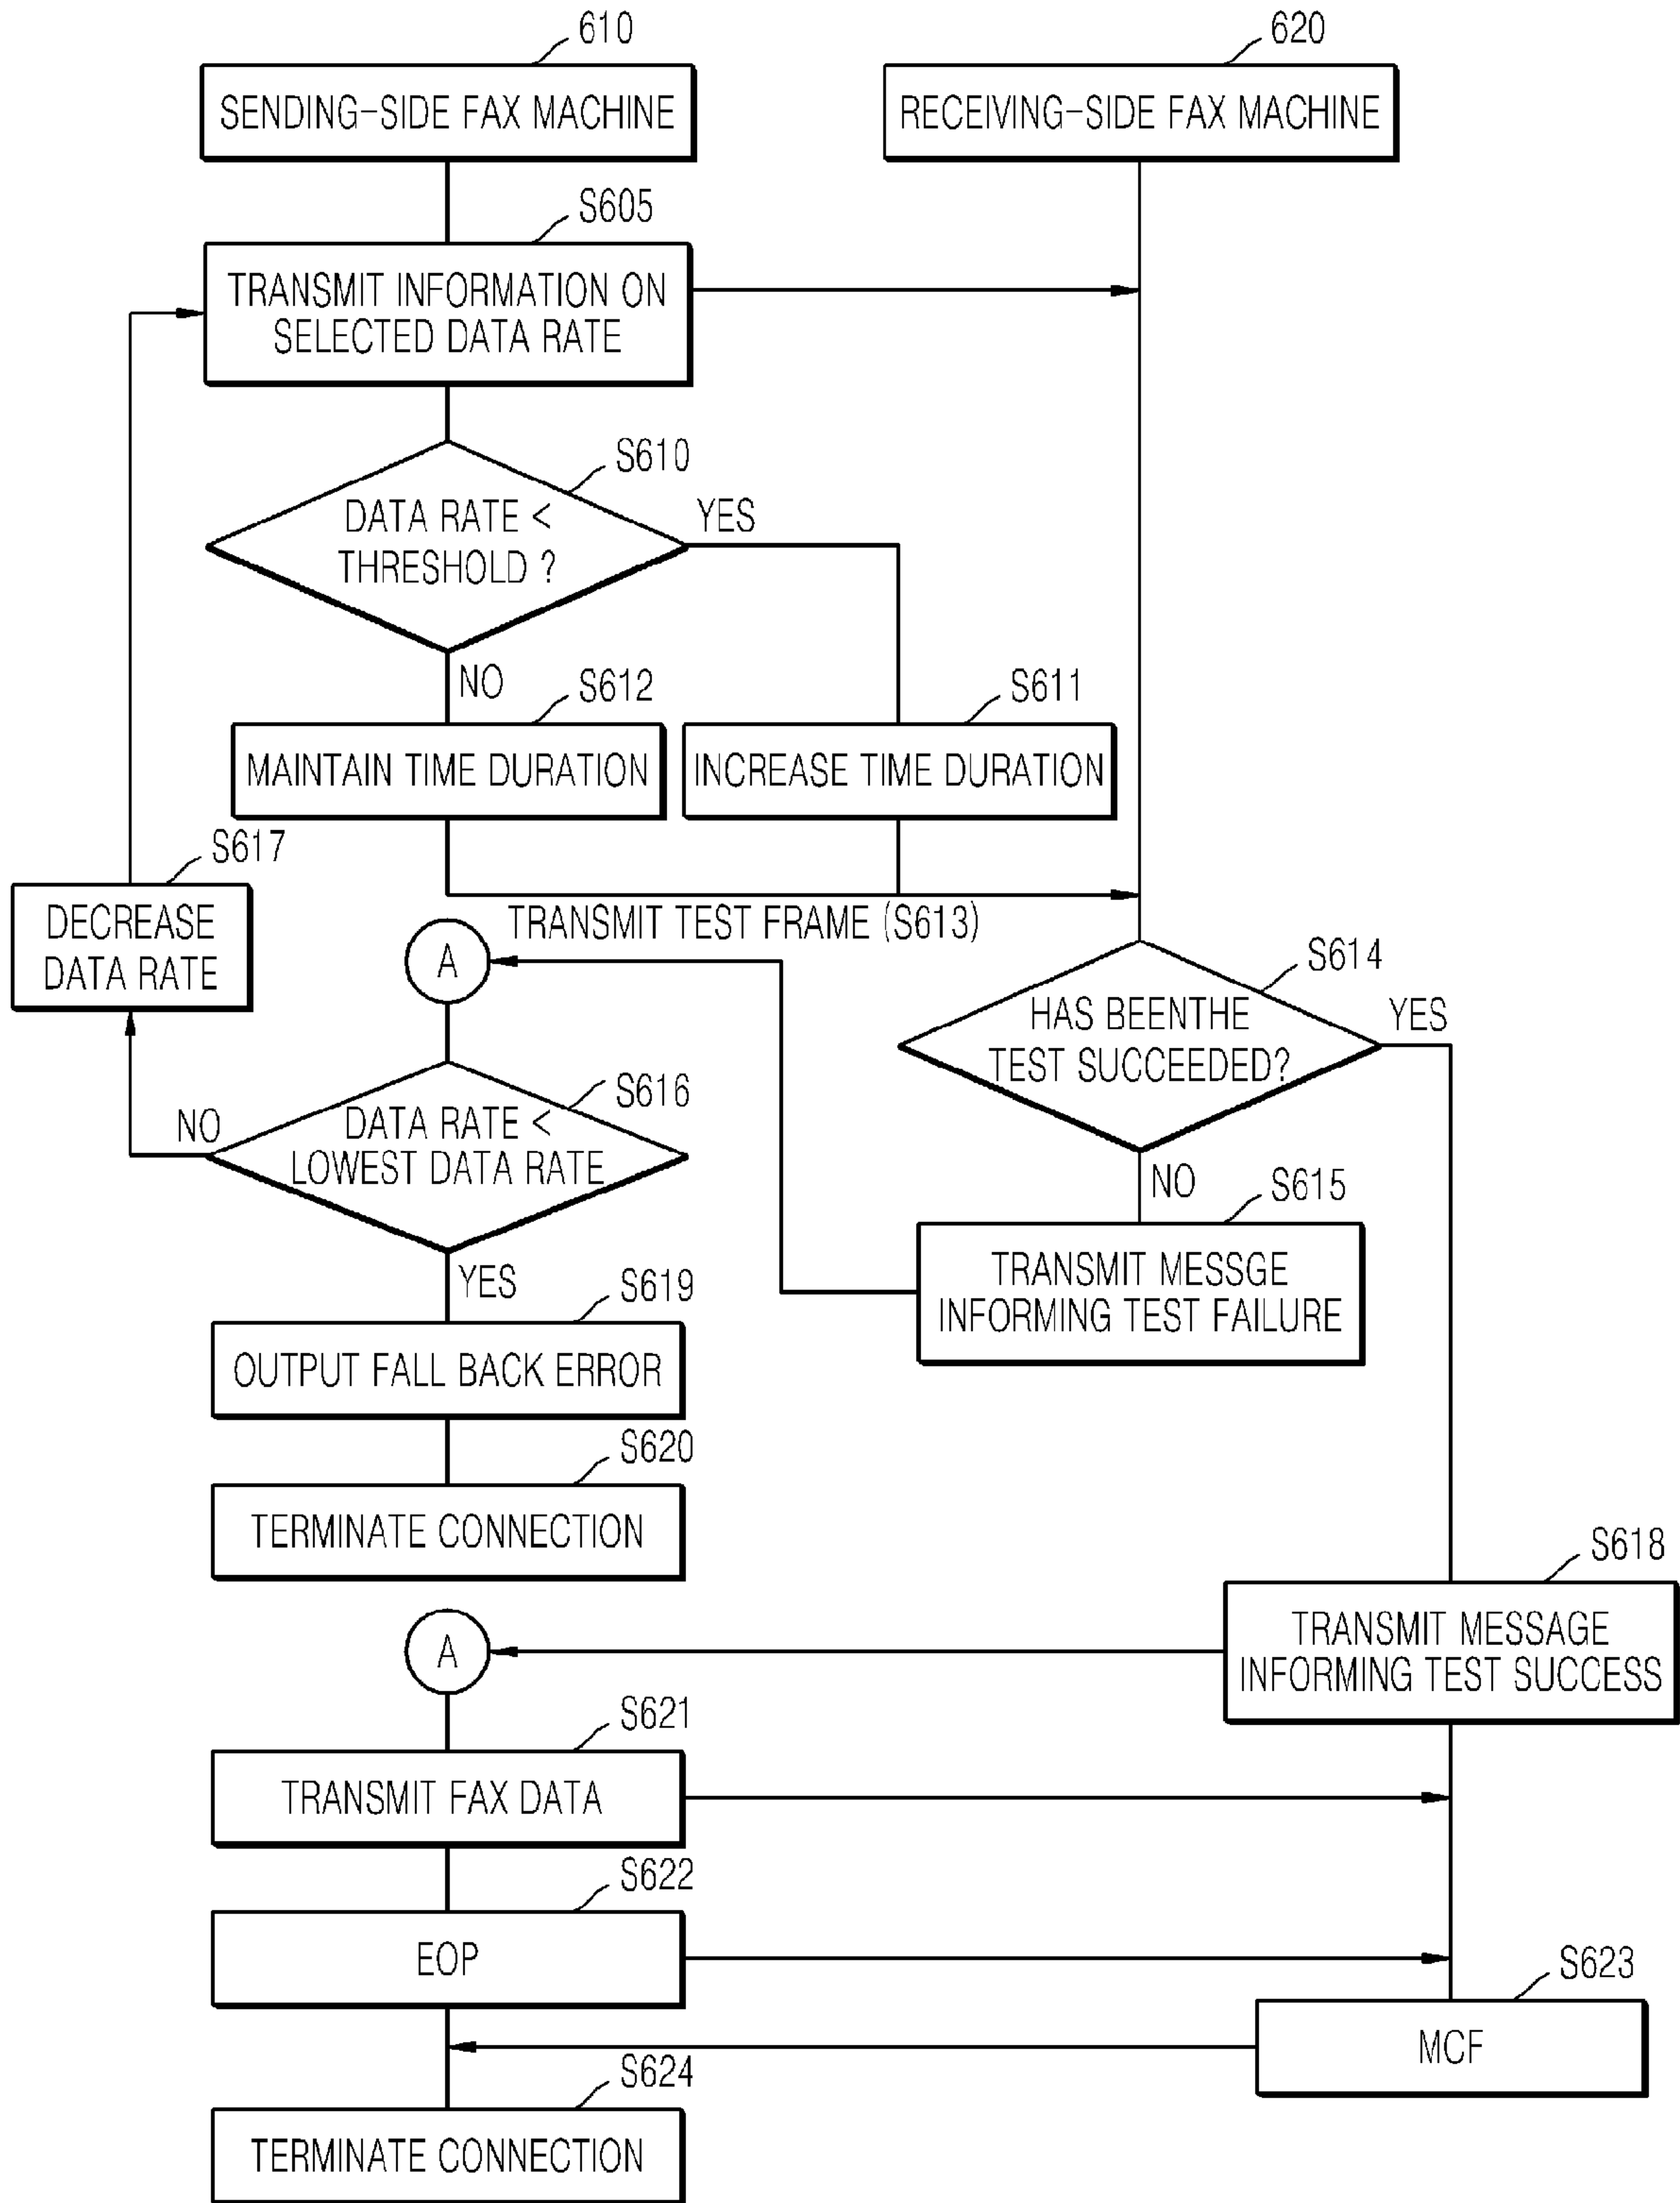 610
620
SENDING-SIDE FAX MACHINE
RECEIVING-SIDE FAX MACHINE
S605
TRANSMIT INFORMATION ON
SELECTED DATA RATE
S610
DATA RATE <
THRESHOLD ?
YES
NO
S612
S611
MAINTAIN TIME DURATION
INCREASE TIME DURATION
S617
DECREASE
DATA RATE
TRANSMIT TEST FRAME (S613)
A
S614
HAS BEENTHE
TEST SUCCEEDED?
YES
NO
S616
DATA RATE <
LOWEST DATA RATE
NO
YES
S615
TRANSMIT MESSGE
INFORMING TEST FAILURE
S619
OUTPUT FALL BACK ERROR
S620
TERMINATE CONNECTION
S618
TRANSMIT MESSAGE
INFORMING TEST SUCCESS
A
S621
TRANSMIT FAX DATA
S622
EOP
S623
MCF
S624
TERMINATE CONNECTION